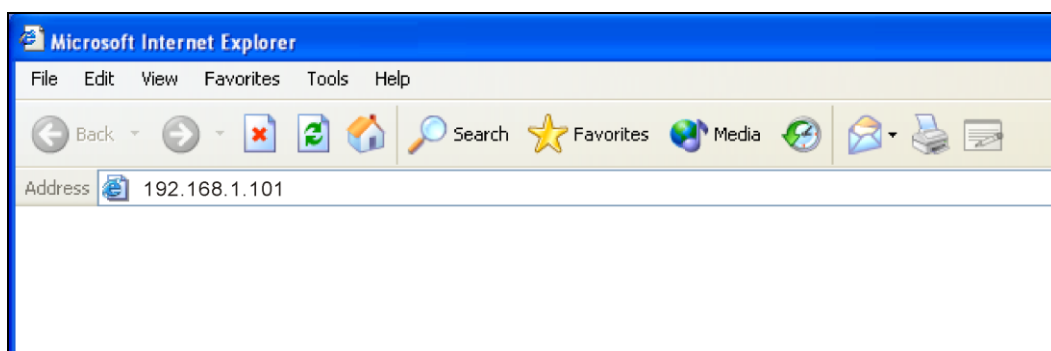 Microsoft Internet Explorer
File Edit View Favorites Tools Help
Back Search Favorites Media
Address 192.168.1.101